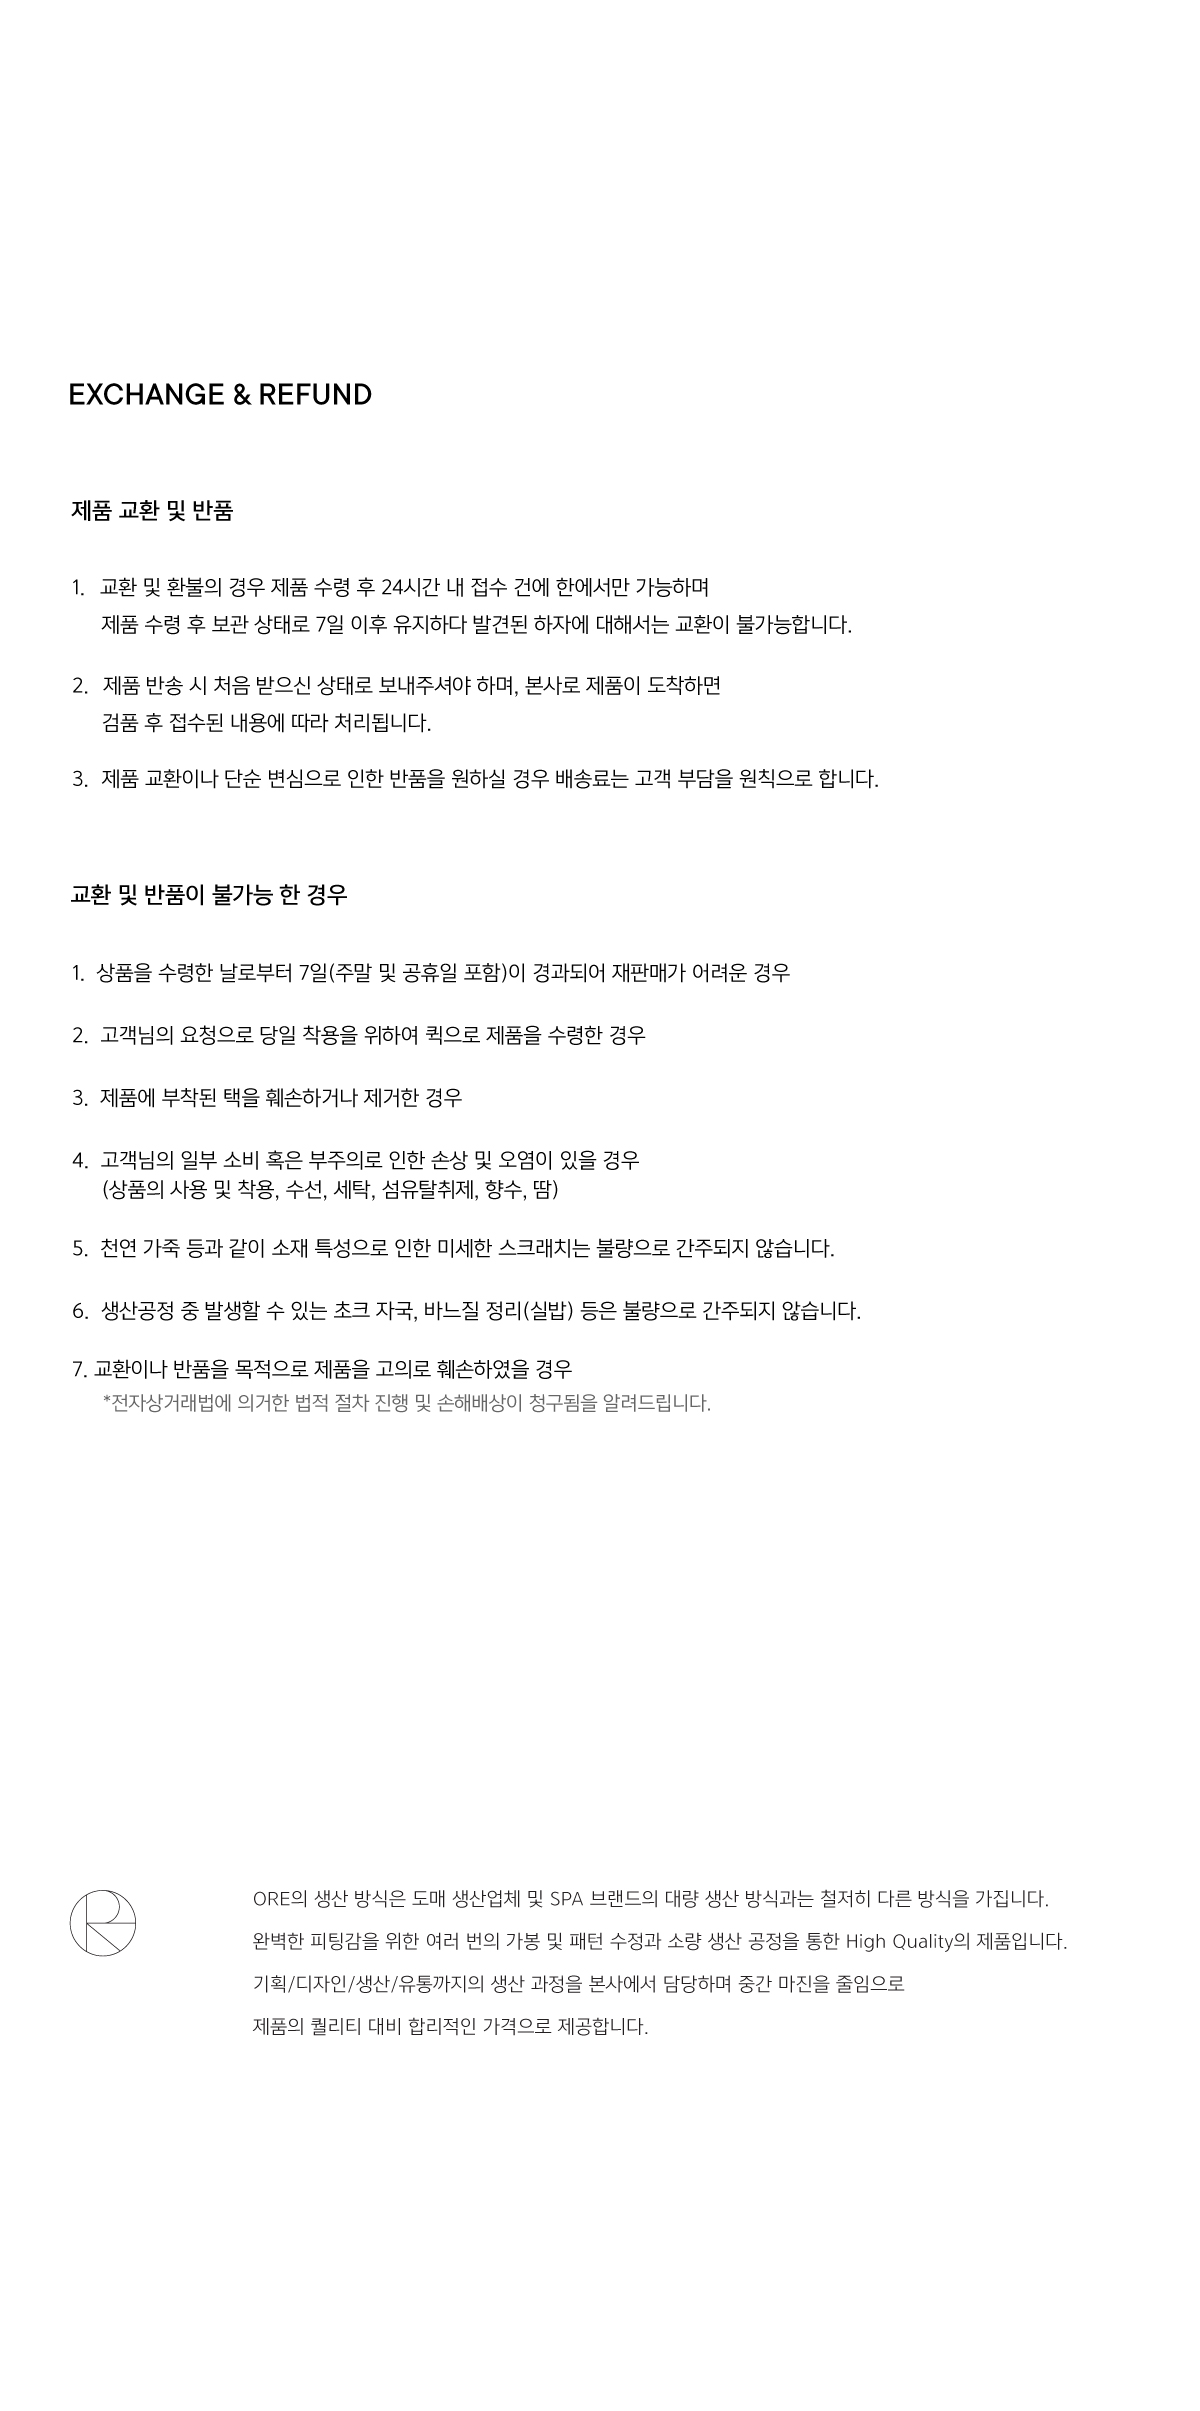 EXCHANGE & REFUND
제품 교환 및 반품
1. 교환 및 환불의 경우 제품 수령 후 24시간 내 접수 건에 한에서만 가능하며
제품 수령 후 보관 상태로 7일 이후 유지하다 발견된 하자에 대해서는 교환이 불가능합니다.
2. 제품 반송 시 처음 받으신 상태로 보내주셔야 하며, 본사로 제품이 도착하면
검품 후 접수된 내용에 따라 처리됩니다.
3. 제품 교환이나 단순 변심으로 인한 반품을 원하실 경우 배송료는 고객 부담을 원칙으로 합니다.
교환 및 반품이 불가능 한 경우
1. 상품을 수령한 날로부터 7일(주말 및 공휴일 포함)이 경과되어 재판매가 어려운 경우
2. 고객님의 요청으로 당일 착용을 위하여 퀵으로 제품을 수령한 경우
3. 제품에 부착된 택을 훼손하거나 제거한 경우
4. 고객님의 일부 소비 혹은 부주의로 인한 손상 및 오염이 있을 경우
(상품의 사용 및 착용, 수선, 세탁, 섬유탈취제, 향수, 땀)
5. 천연 가죽 등과 같이 소재 특성으로 인한 미세한 스크래치는 불량으로 간주되지 않습니다.
6. 생산공정 중 발생할 수 있는 초크 자국, 바느질 정리(실밥) 등은 불량으로 간주되지 않습니다.
7. 교환이나 반품을 목적으로 제품을 고의로 훼손하였을 경우
*전자상거래법에 의거한 법적 절차 진행 및 손해배상이 청구됨을 알려드립니다.
ORE의 생산 방식은 도매 생산업체 및 SPA 브랜드의 대량 생산 방식과는 철저히 다른 방식을 가집니다.
완벽한 피팅감을 위한 여러 번의 가봉 및 패턴 수정과 소량 생산 공정을 통한 High Quality의 제품입니다.
기획/디자인/생산/유통까지의 생산 과정을 본사에서 담당하며 중간 마진을 줄임으로
제품의 퀄리티 대비 합리적인 가격으로 제공합니다.